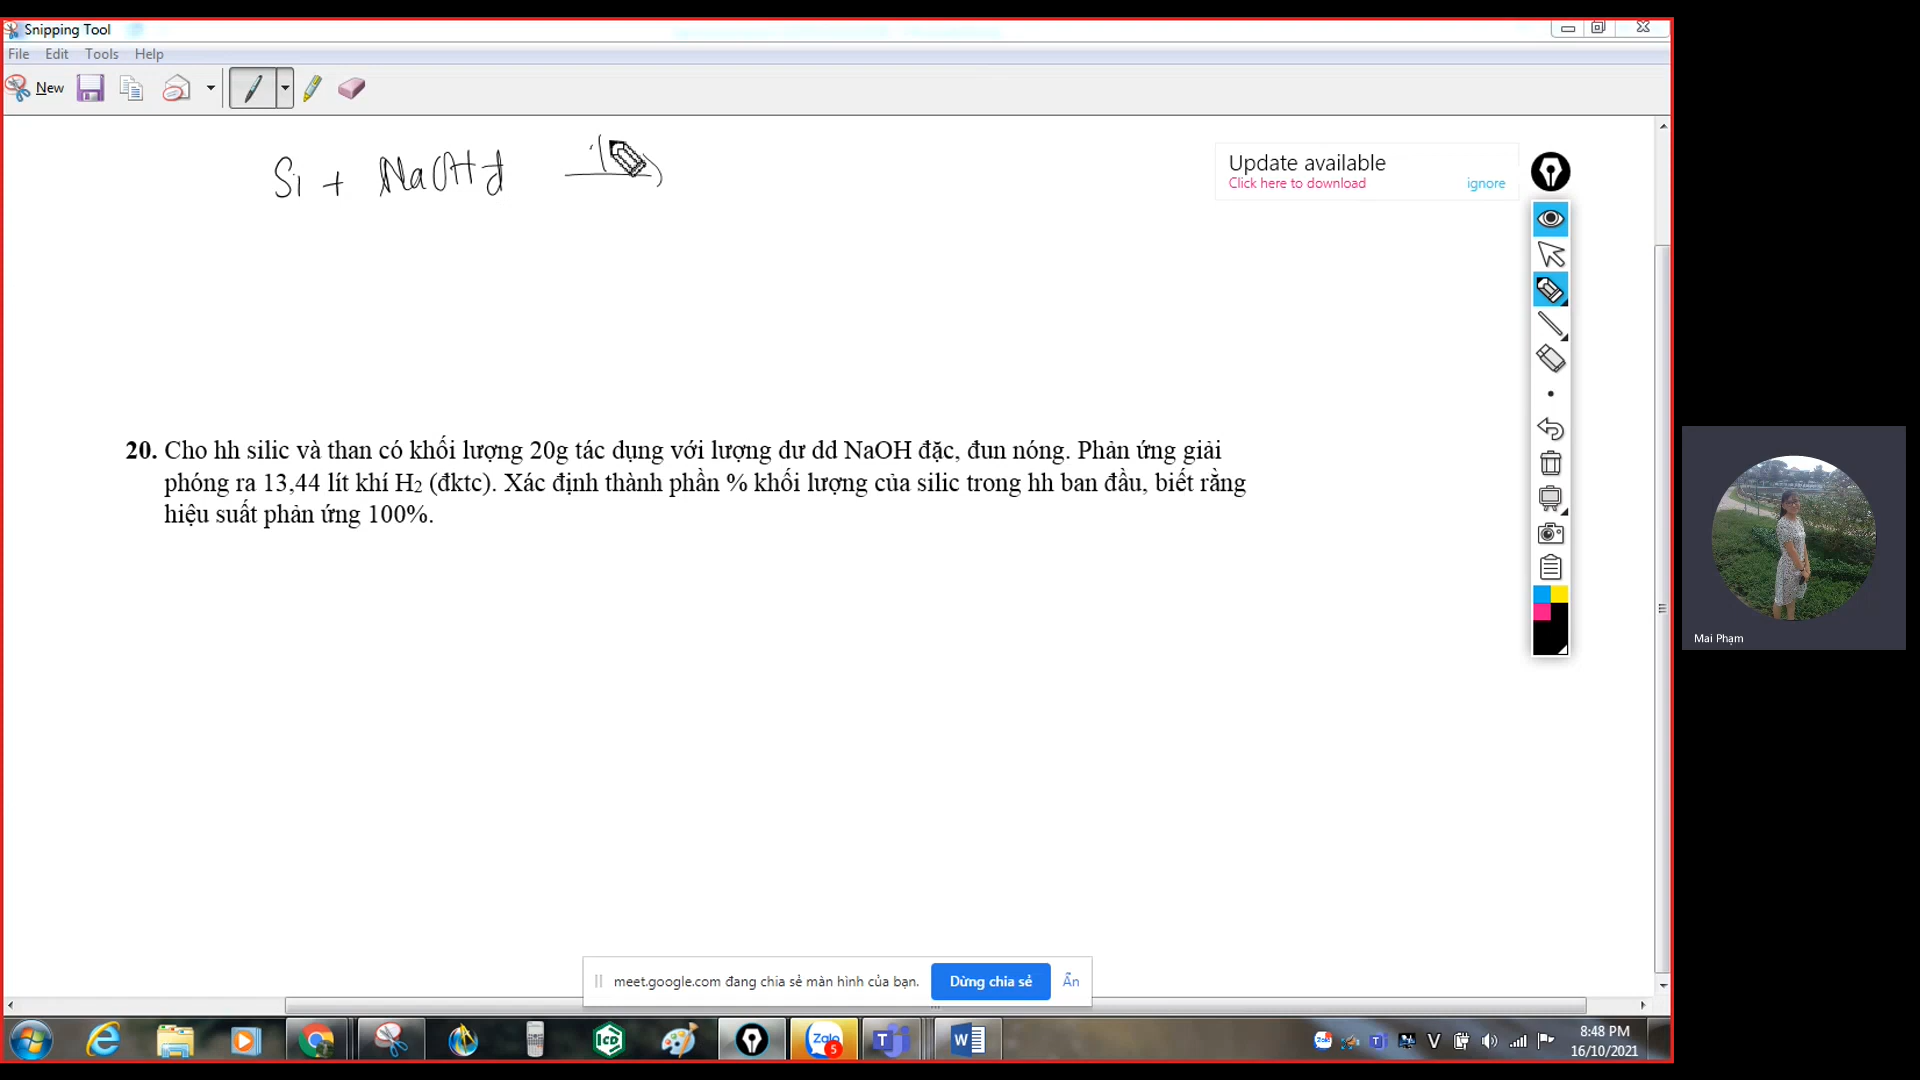 Snipping Tool
File Edit Tools Help
New
Si + NaOH đ
Update available
Click here to download ignore
20. Cho hh silic và than có khối lượng 20g tác dụng với lượng dư dd NaOH đặc, đun nóng. Phản ứng giải
phóng ra 13,44 lít khí H₂ (đktc). Xác định thành phần % khối lượng của silic trong hh ban đầu, biết rằng
hiệu suất phản ứng 100%.
Mai Phạm
meet.google.com đang chia sẻ màn hình của bạn. Dừng chia sẻ Ẩn
Zalo
5
8:48 PM
16/10/2021